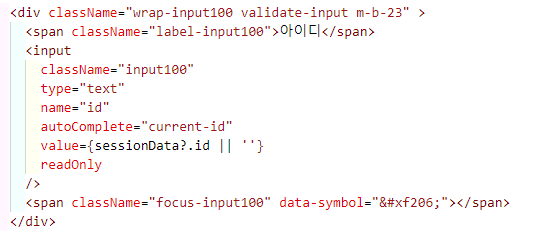 <div className="wrap-input100 validate-input m-b-23" >
<span className="label-input100">아이디</span>
<input
className="input100"
type="text"
name="id"
autoComplete="current-id"
value={sessionData?.id || ''}
readOnly
/>
<span className="focus-input100" data-symbol="&#xf206;"></span>
</div>